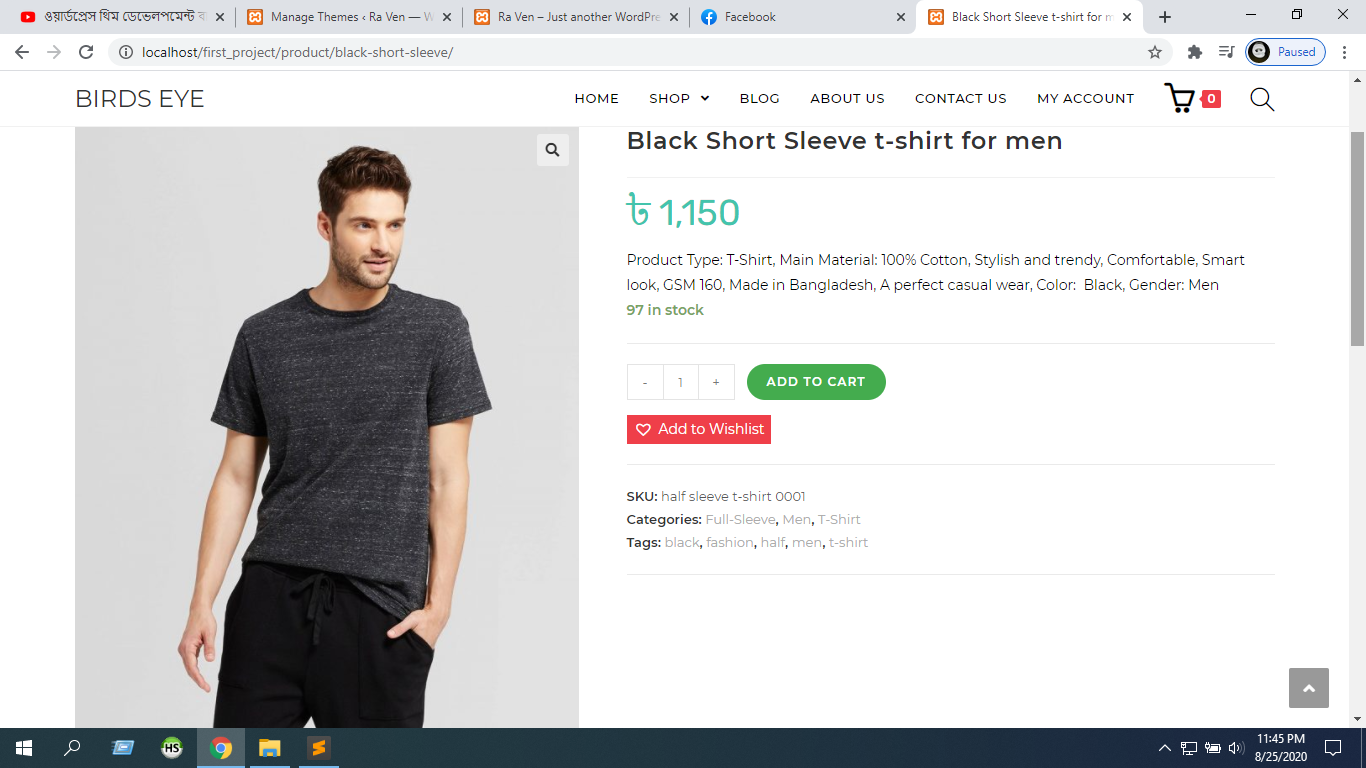 ওয়ার্ডপ্রেস থিম ডেভেলপমেন্ট
Manage Themes ‹ Ra Ven —
Ra Ven – Just another WordPre
Facebook
Black Short Sleeve t-shirt for m
localhost/first_project/product/black-short-sleeve/
Paused
BIRDS EYE
HOME
SHOP
BLOG
ABOUT US
CONTACT US
MY ACCOUNT
0
Black Short Sleeve t-shirt for men
৳ 1,150
Product Type: T-Shirt, Main Material: 100% Cotton, Stylish and trendy, Comfortable, Smart
look, GSM 160, Made in Bangladesh, A perfect casual wear, Color: Black, Gender: Men
97 in stock
- 1 +
ADD TO CART
Add to Wishlist
SKU: half sleeve t-shirt 0001
Categories: Full-Sleeve, Men, T-Shirt
Tags: black, fashion, half, men, t-shirt
HS
11:45 PM
8/25/2020